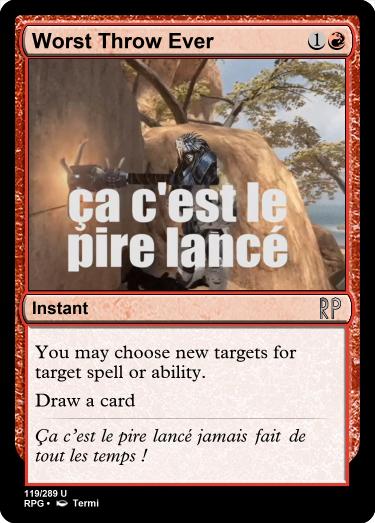 Worst Throw Ever 1
ça c'est le
pire lancé
Instant RP
You may choose new targets for
target spell or ability.
Draw a card
Ça c'est le pire lancé jamais fait de
tout les temps !
119/289 U
RPG • Termi